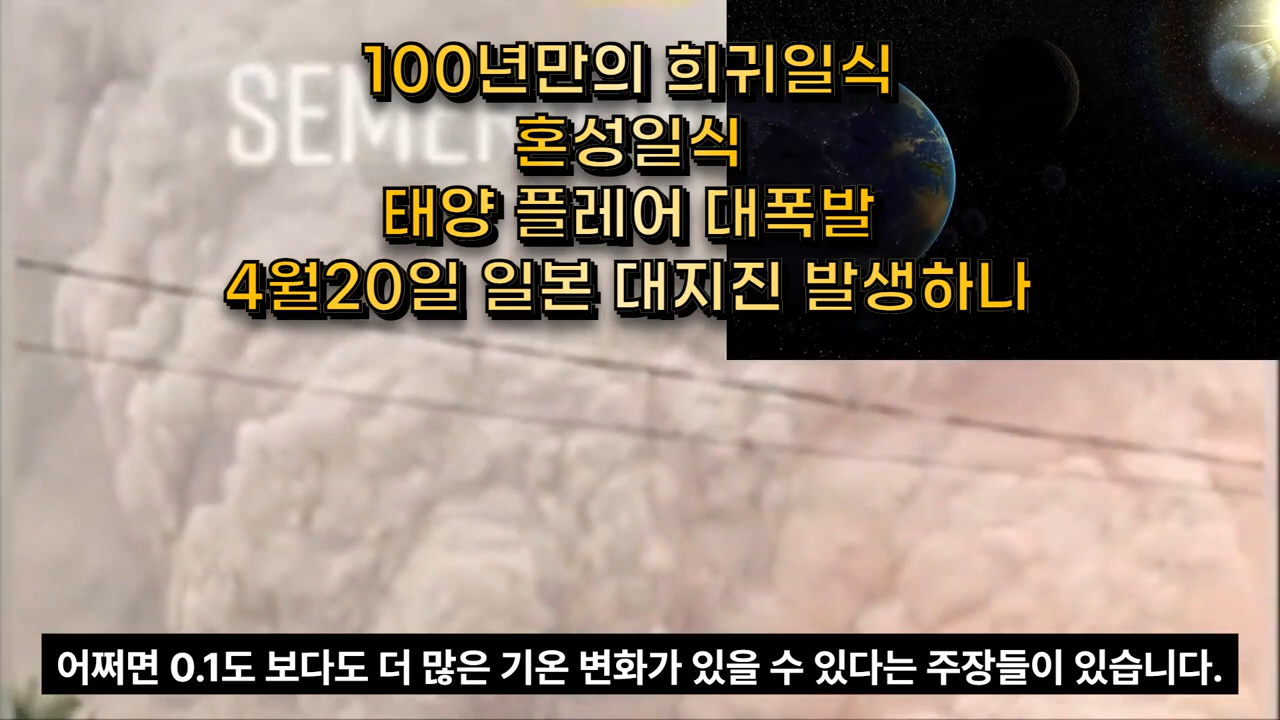 100년만의 희귀일식
혼성일식
태양 플레어 대폭발
4월20일 일본 대지진 발생하나
어쩌면 0.1도 보다도 더 많은 기온 변화가 있을 수 있다는 주장들이 있습니다.